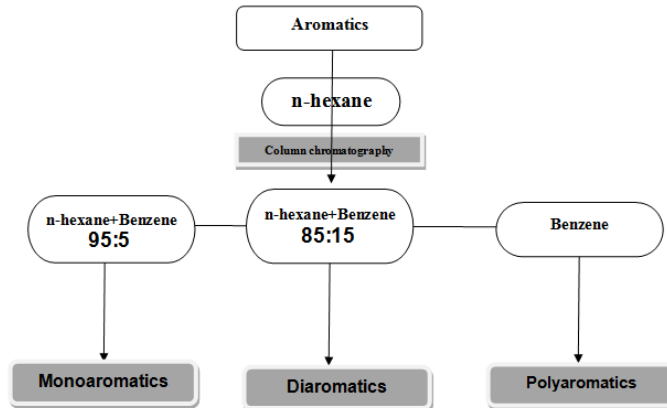 Aromatics
n-hexane
Column chromatography
n-hexane+Benzene
95:5
n-hexane+Benzene
85:15
Benzene
Monoaromatics
Diaromatics
Polyaromatics